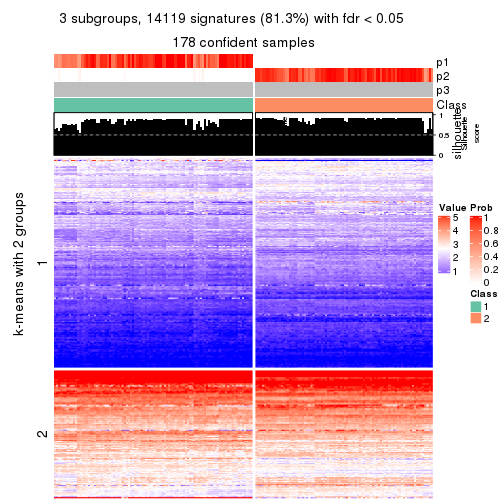 3 subgroups, 14119 signatures (81.3%) with fdr < 0.05
178 confident samples
p1
p2
p3
Class
1
0.5
0
silhouette
Silhouette
score
k-means with 2 groups
1
2
Value
5
4
3
2
1
Prob
1
0.8
0.6
0.4
0.2
0
Class
1
2